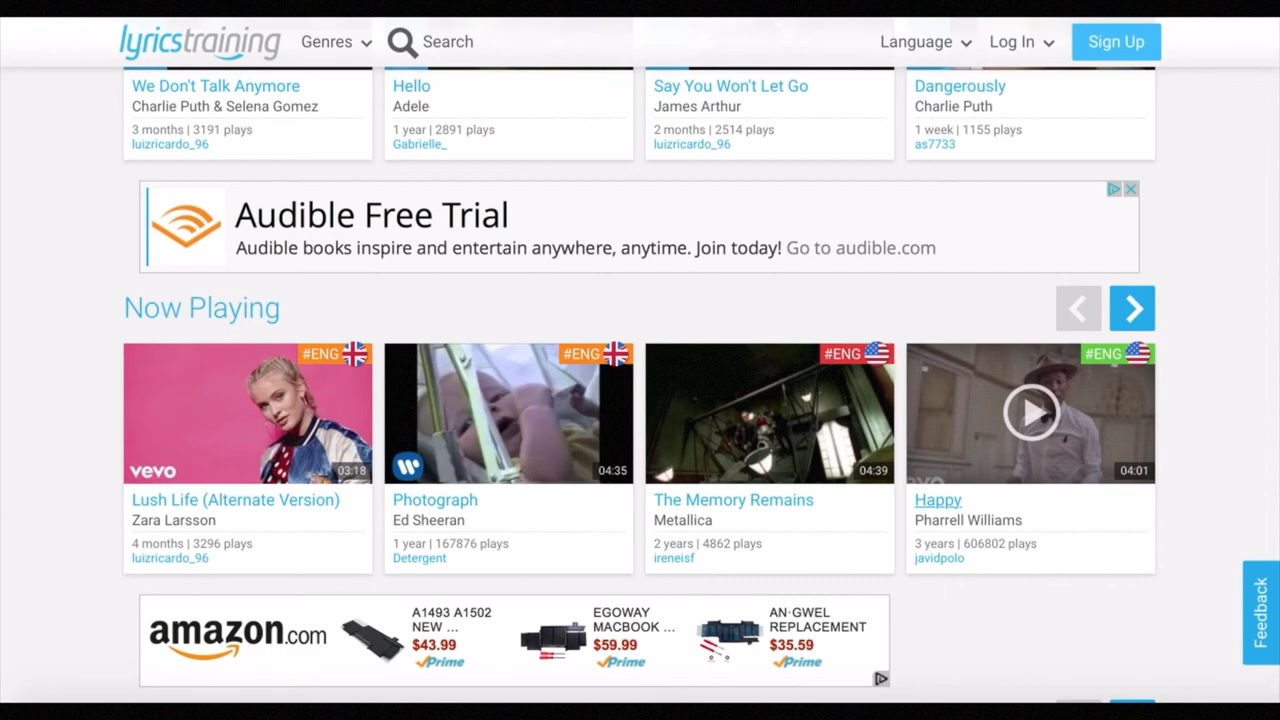 lyricstraining
Genres
Search
Language
Log In
Sign Up
We Don't Talk Anymore
Charlie Puth & Selena Gomez
3 months | 3191 plays
luizricardo_96
Hello
Adele
1 year | 2891 plays
Gabrielle_
Say You Won't Let Go
James Arthur
2 months | 2514 plays
luizricardo_96
Dangerously
Charlie Puth
1 week | 1155 plays
as7733
Audible Free Trial
Audible books inspire and entertain anywhere, anytime. Join today! Go to audible.com
Now Playing
#ENG
vevo
03:18
Lush Life (Alternate Version)
Zara Larsson
4 months | 3296 plays
luizricardo_96
#ENG
04:35
Photograph
Ed Sheeran
1 year | 167876 plays
Detergent
#ENG
04:39
The Memory Remains
Metallica
2 years | 4862 plays
ireneisf
#ENG
vevo
04:01
Happy
Pharrell Williams
3 years | 606802 plays
javidpolo
Feedback
amazon.com
A1493 A1502
NEW ...
$43.99
Prime
EGOWAY
MACBOOK ...
$59.99
Prime
AN·GWEL
REPLACEMENT
$35.59
Prime